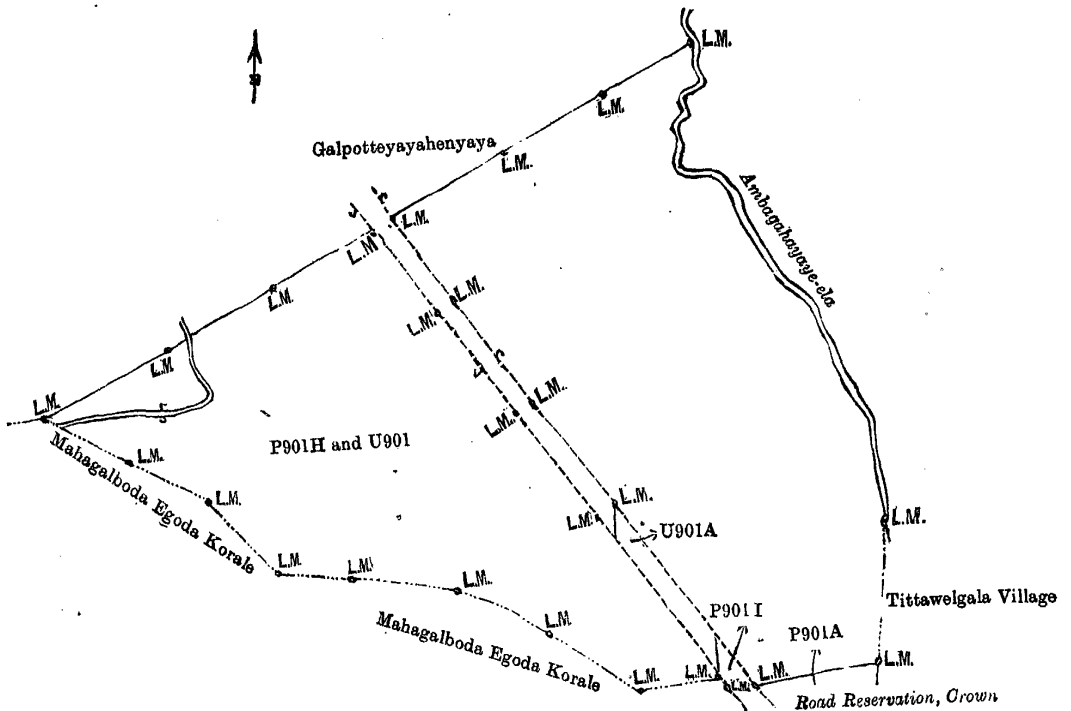 L.M.
L.M.
Galpotteyayahenyaya
L.M.
L.M.
L.M
Ambagahayaye-ela
L.M.
L.M.
L.M.
L.M
L.M.
L.M.
L.M.
P901H and U901
L.M.
Mahagalboda Egoda Korale
L.M.
L.M.
L.M.
L.M.
U901A
L.M.
L.M.
L.M.
Tittawelgala Village
P901I
L.M
P901A
Mahagalboda Egoda Korale
L.M.
L.M.
L.M.
L.M.
Road Reservation, Crown